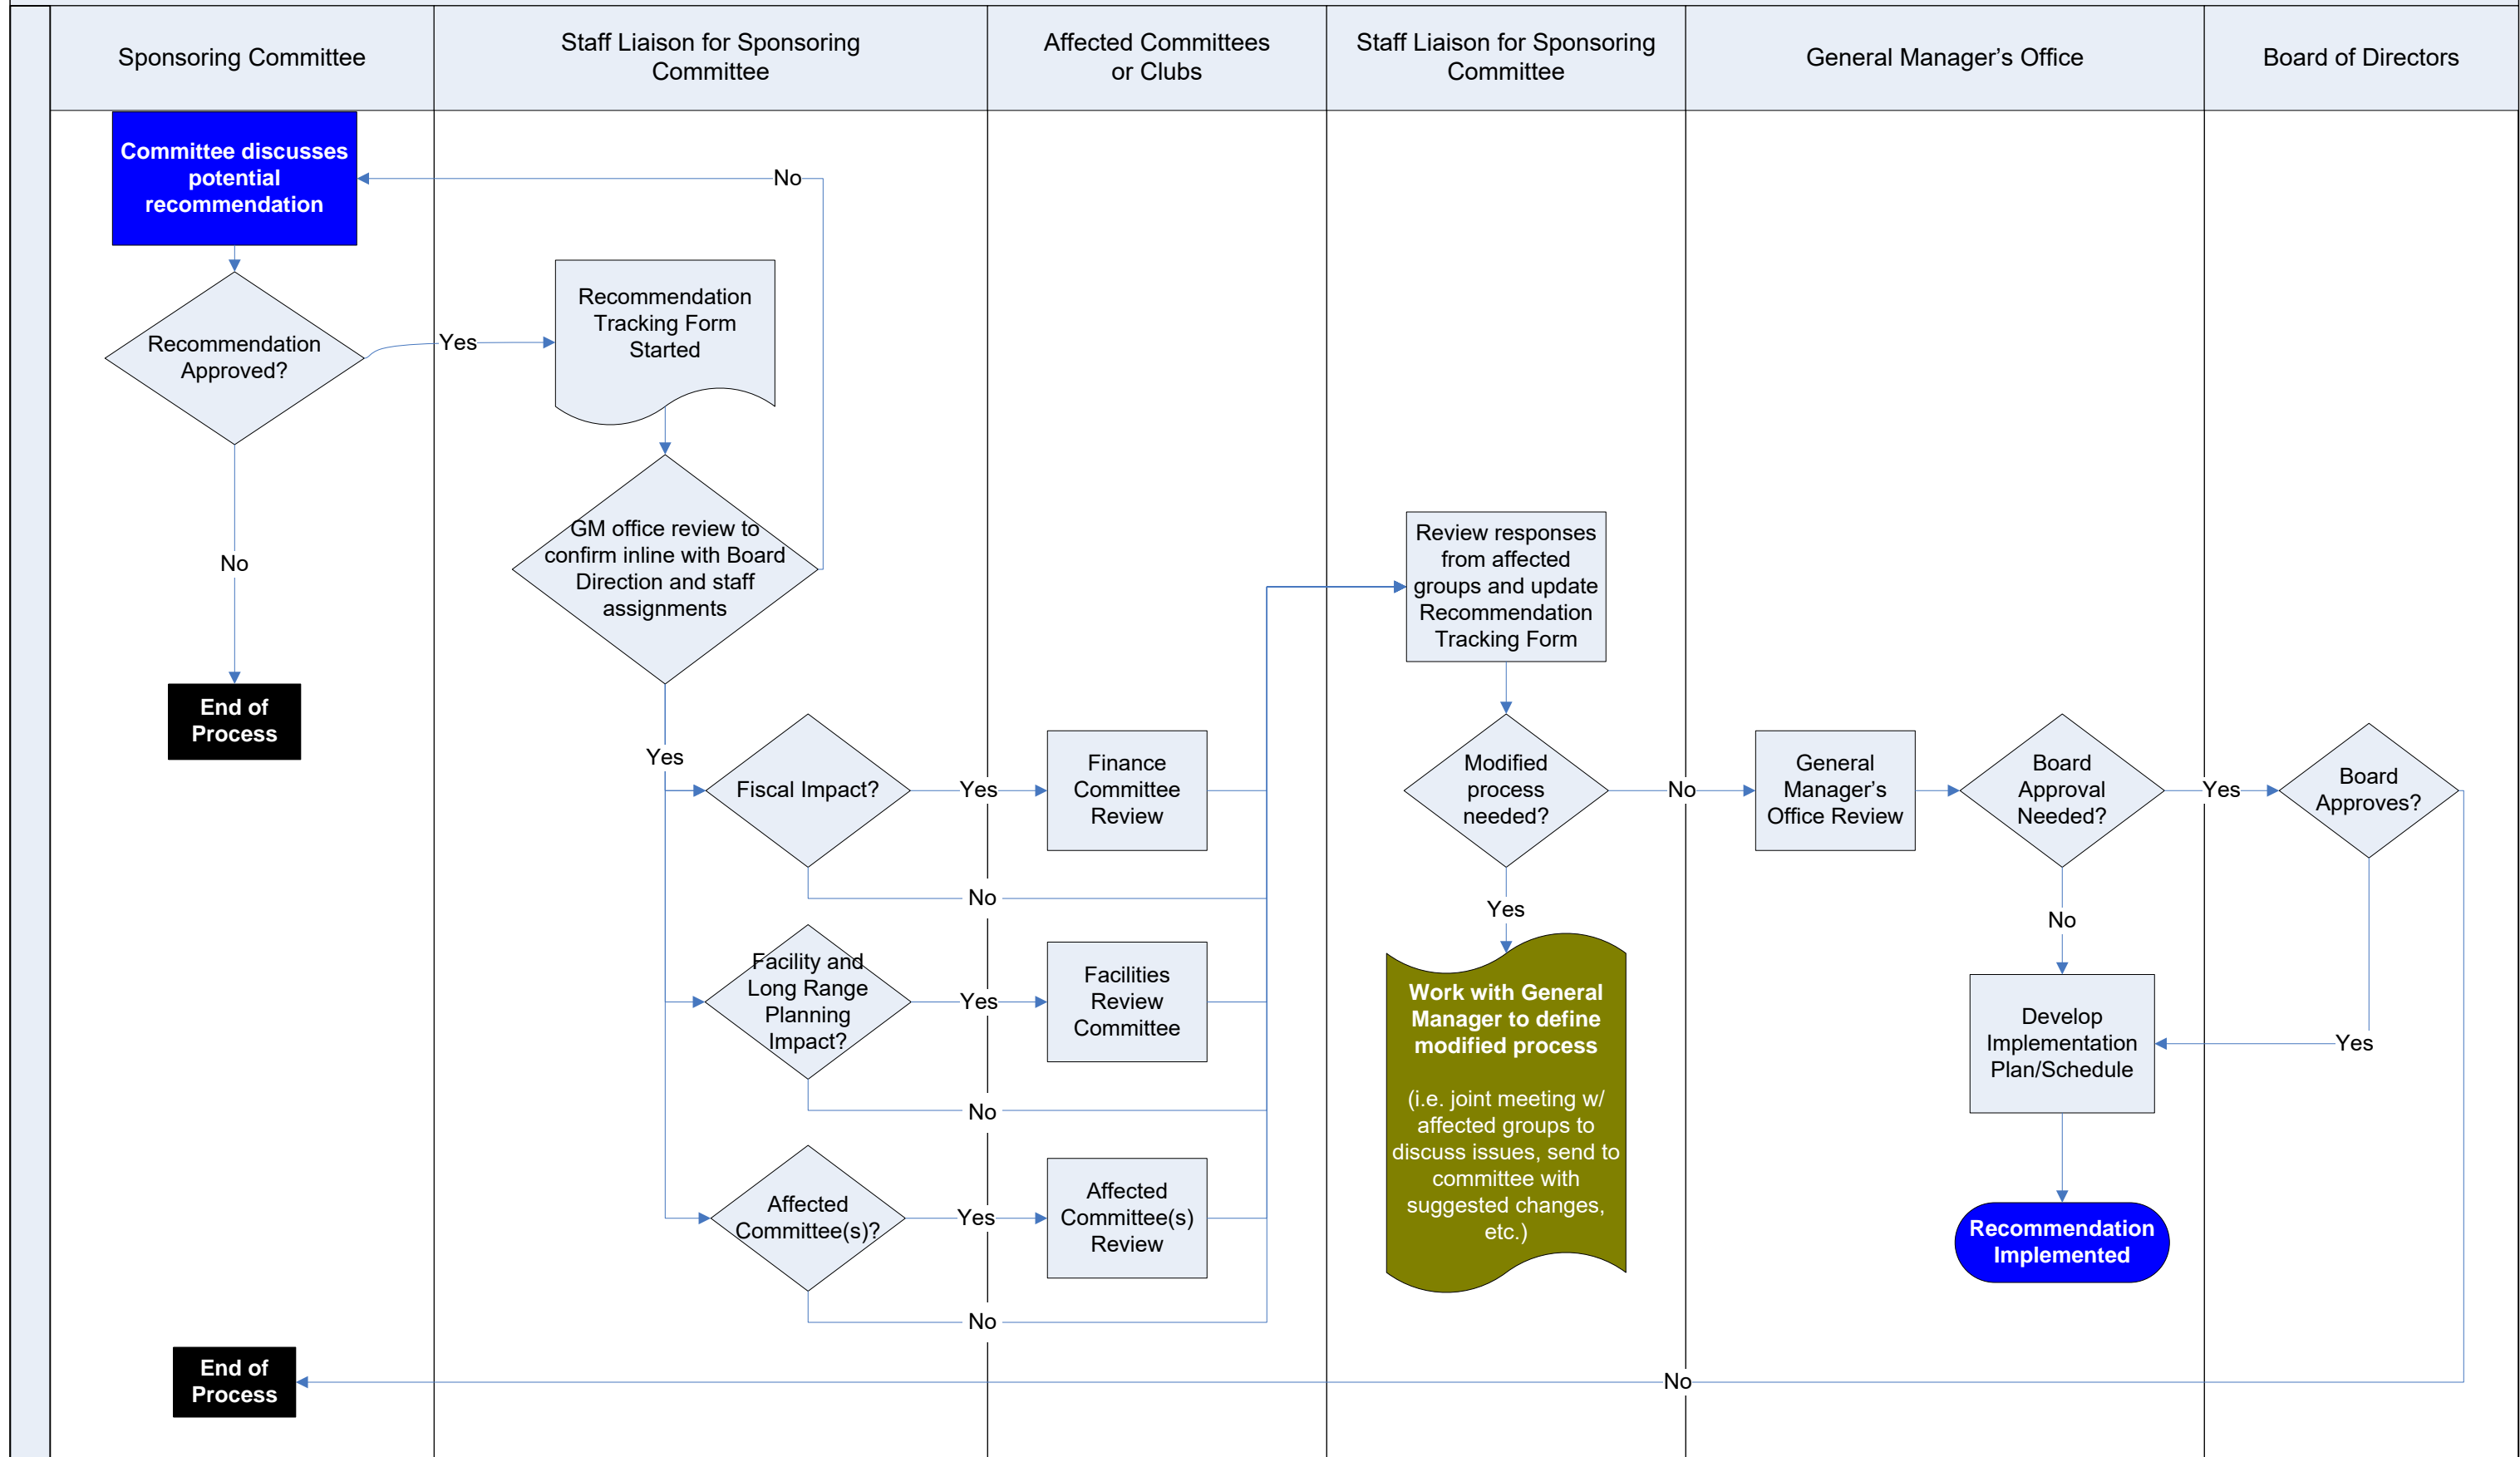 Sponsoring Committee
Staff Liaison for Sponsoring
Committee
Affected Committees
or Clubs
Staff Liaison for Sponsoring
Committee
General Manager’s Office
Board of Directors
Committee discusses
potential
recommendation
No
Recommendation
Approved?
Yes
Recommendation
Tracking Form
Started
No
End of
Process
GM office review to
confirm inline with Board
Direction and staff
assignments
Yes
Fiscal Impact?
Yes
Finance
Committee
Review
No
Facility and
Long Range
Planning
Impact?
Yes
Facilities
Review
Committee
No
Affected
Committee(s)?
Yes
Affected
Committee(s)
Review
No
Review responses
from affected
groups and update
Recommendation
Tracking Form
Modified
process
needed?
No
Yes
Work with General
Manager to define
modified process
(i.e. joint meeting w/
affected groups to
discuss issues, send to
committee with
suggested changes,
etc.)
General
Manager’s
Office Review
Board
Approval
Needed?
Yes
No
Board
Approves?
Yes
Develop
Implementation
Plan/Schedule
Recommendation
Implemented
No
End of
Process